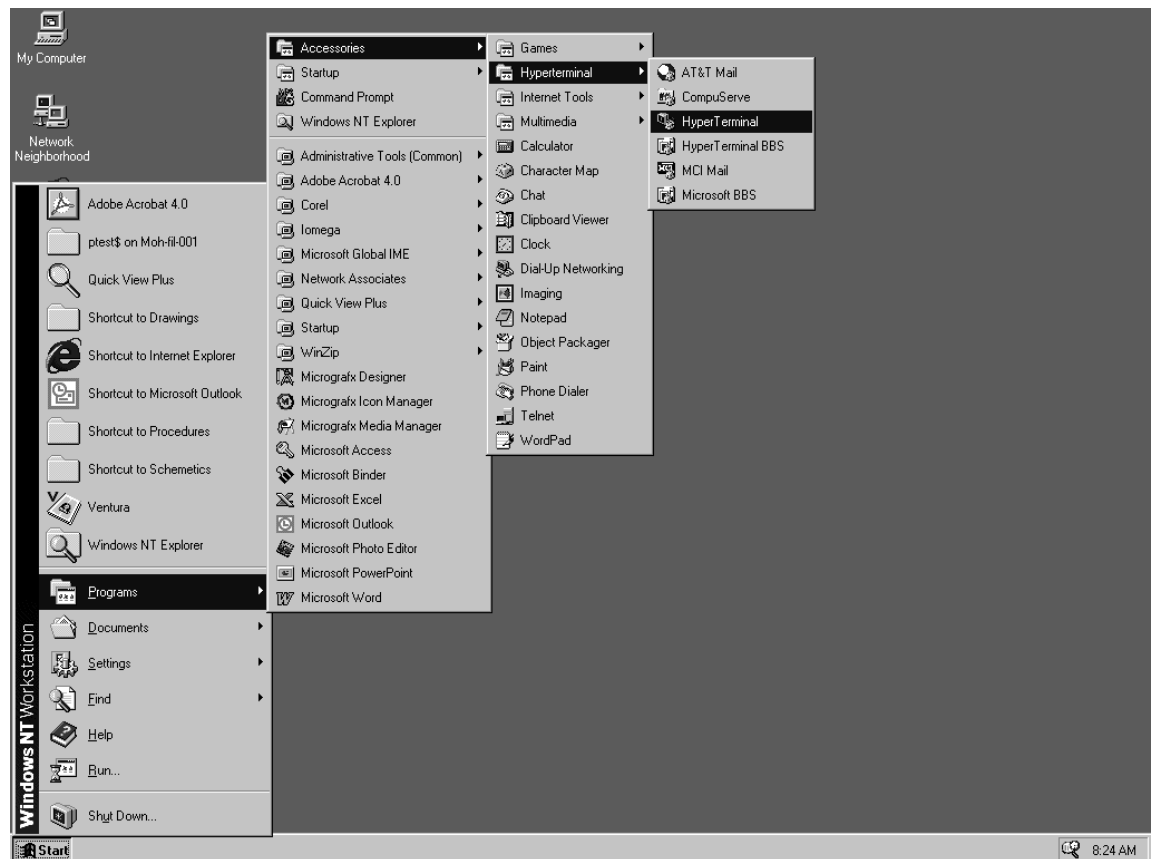 My Computer
Network
Neighborhood
Adobe Acrobat 4.0
ptest$ on Moh-fil-001
Quick View Plus
Shortcut to Drawings
Shortcut to Internet Explorer
Shortcut to Microsoft Outlook
Shortcut to Procedures
Shortcut to Schemetics
Ventura
Windows NT Explorer
Programs
Documents
Settings
Find
Help
Run...
Shut Down...
Windows NT Workstation
Accessories
Startup
Command Prompt
Windows NT Explorer
Administrative Tools (Common)
Adobe Acrobat 4.0
Corel
Iomega
Microsoft Global IME
Network Associates
Quick View Plus
Startup
WinZip
Micrografx Designer
Micrografx Icon Manager
Micrografx Media Manager
Microsoft Access
Microsoft Binder
Microsoft Excel
Microsoft Outlook
Microsoft Photo Editor
Microsoft PowerPoint
Microsoft Word
Games
Hyperterminal
Internet Tools
Multimedia
Calculator
Character Map
Chat
Clipboard Viewer
Clock
Dial-Up Networking
Imaging
Notepad
Object Packager
Paint
Phone Dialer
Telnet
WordPad
AT&T Mail
CompuServe
HyperTerminal
HyperTerminal BBS
MCI Mail
Microsoft BBS
Start
8:24 AM